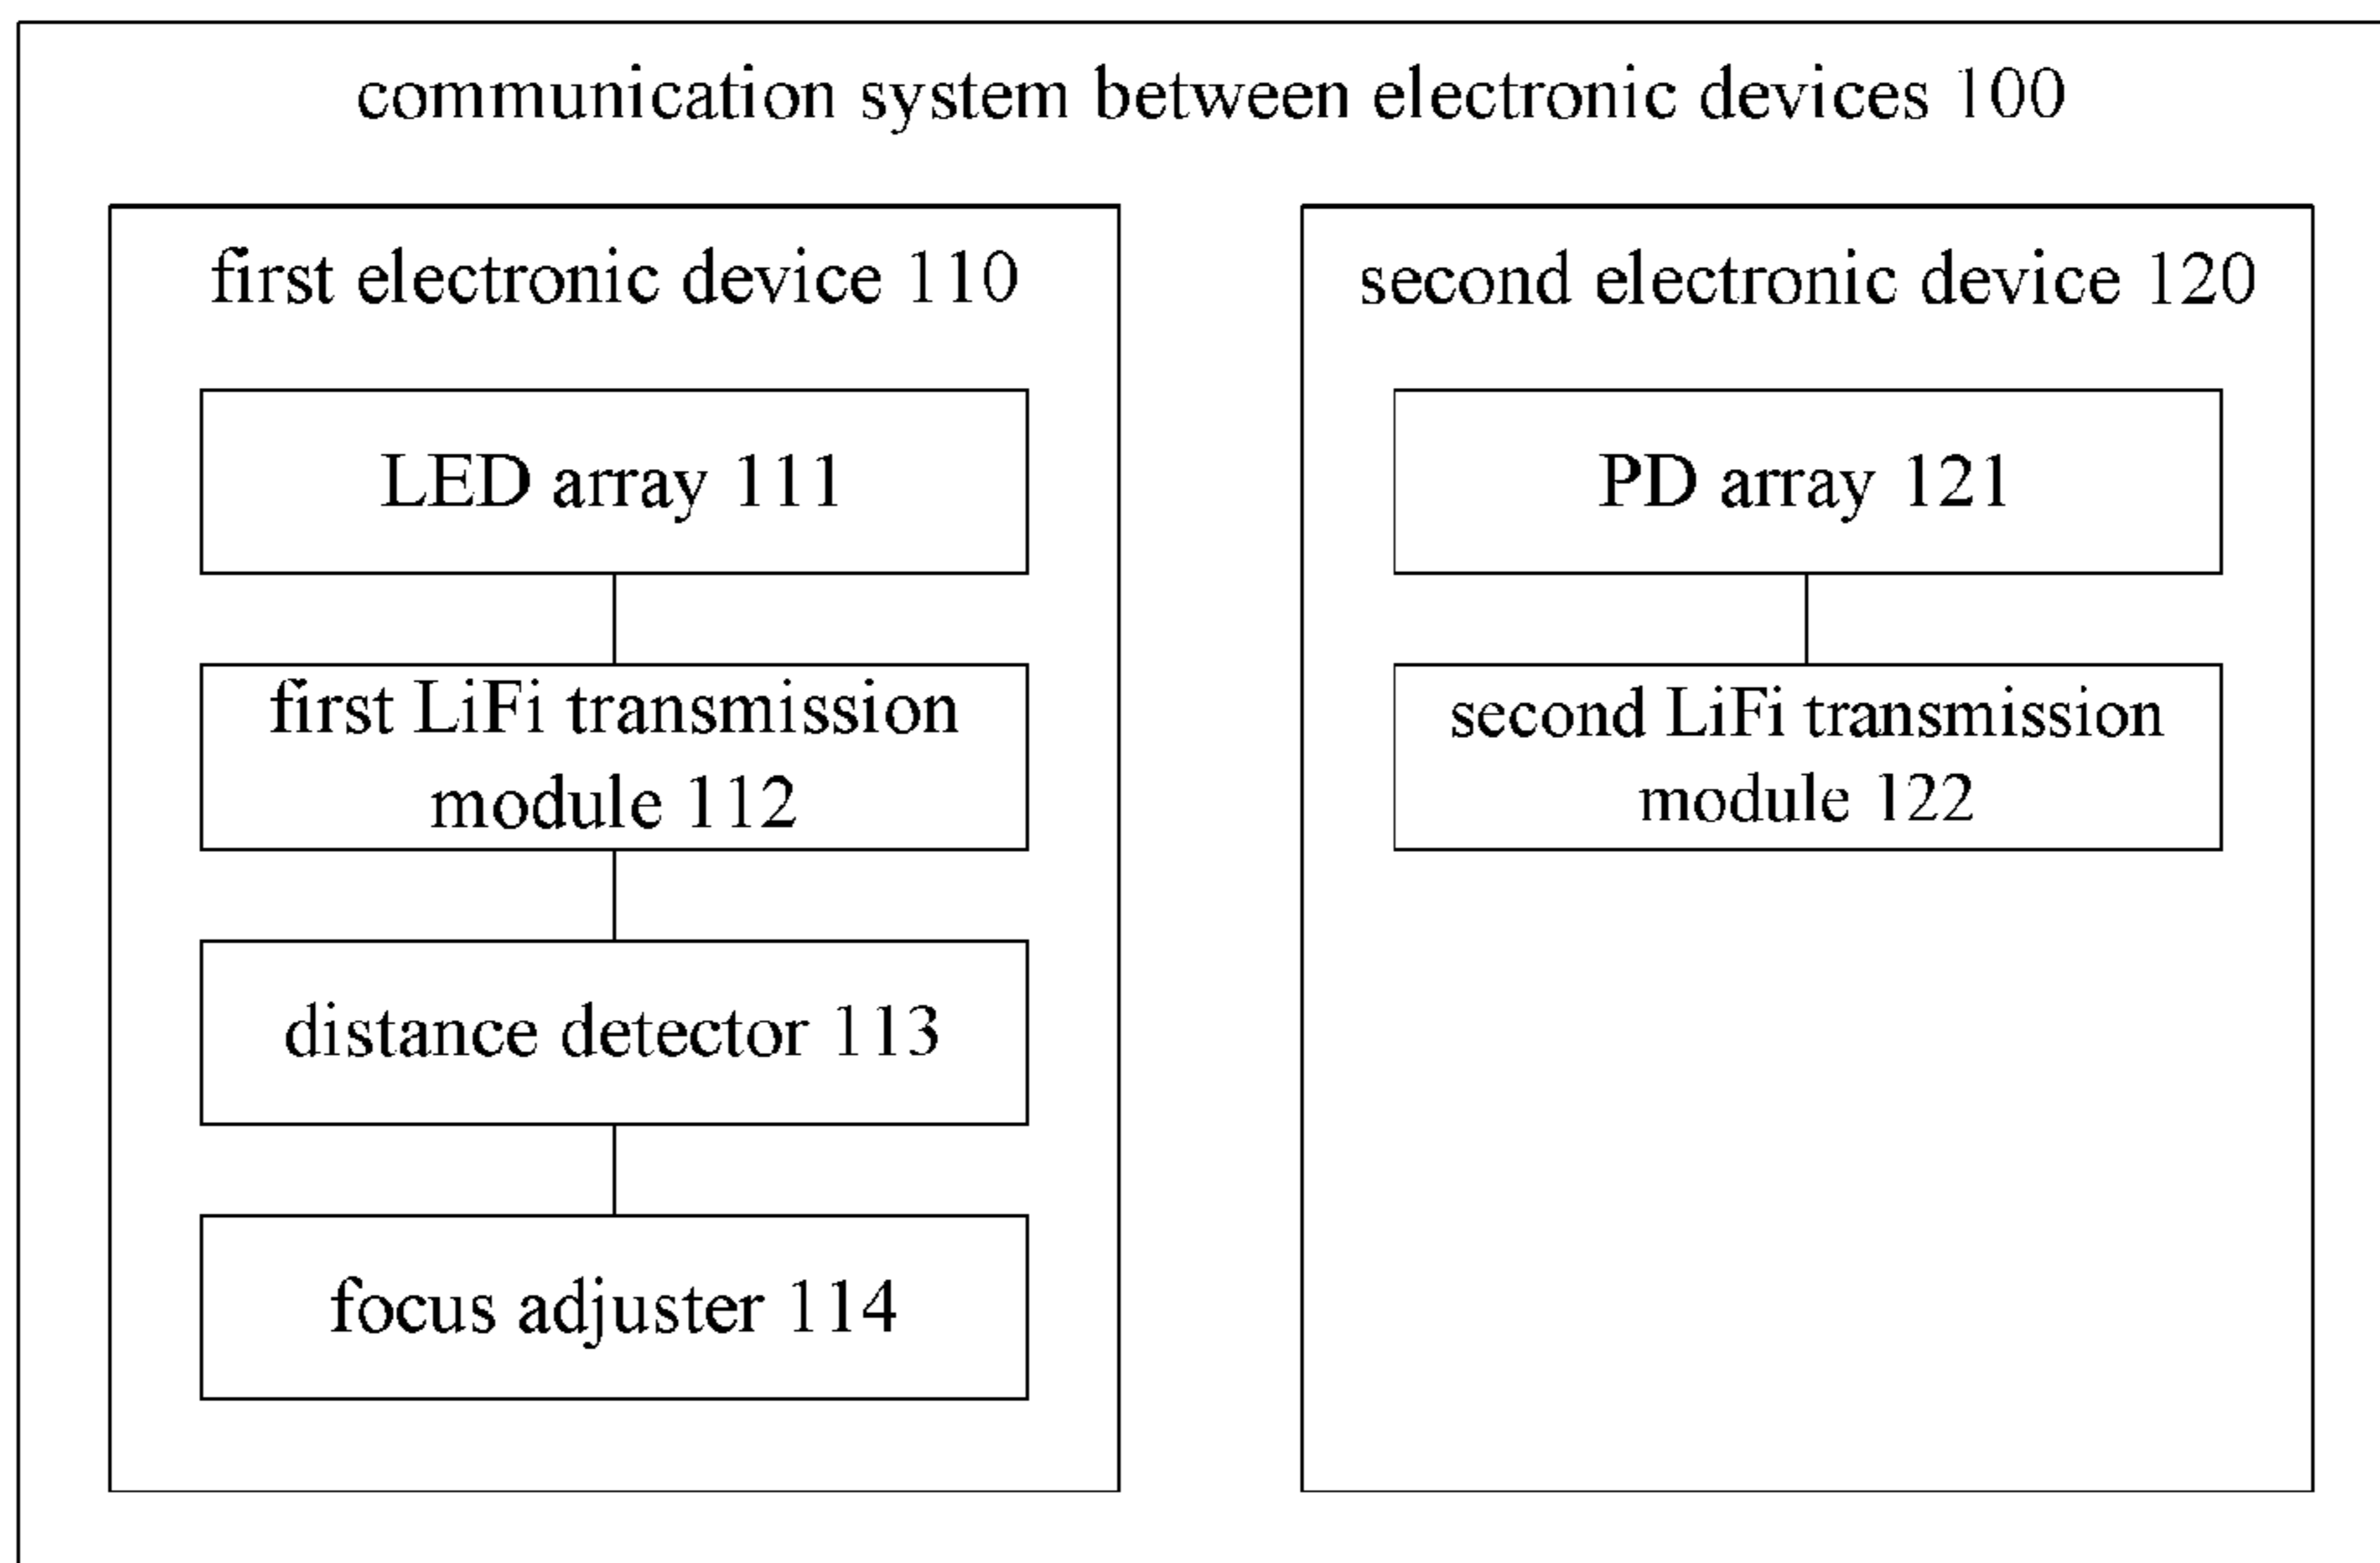 communication system between electronic devices 100
first electronic device 110
LED array 111
first LiFi transmission
module 112
distance detector 113
focus adjuster 114
second electronic device 120
PD array 121
second LiFi transmission
module 122